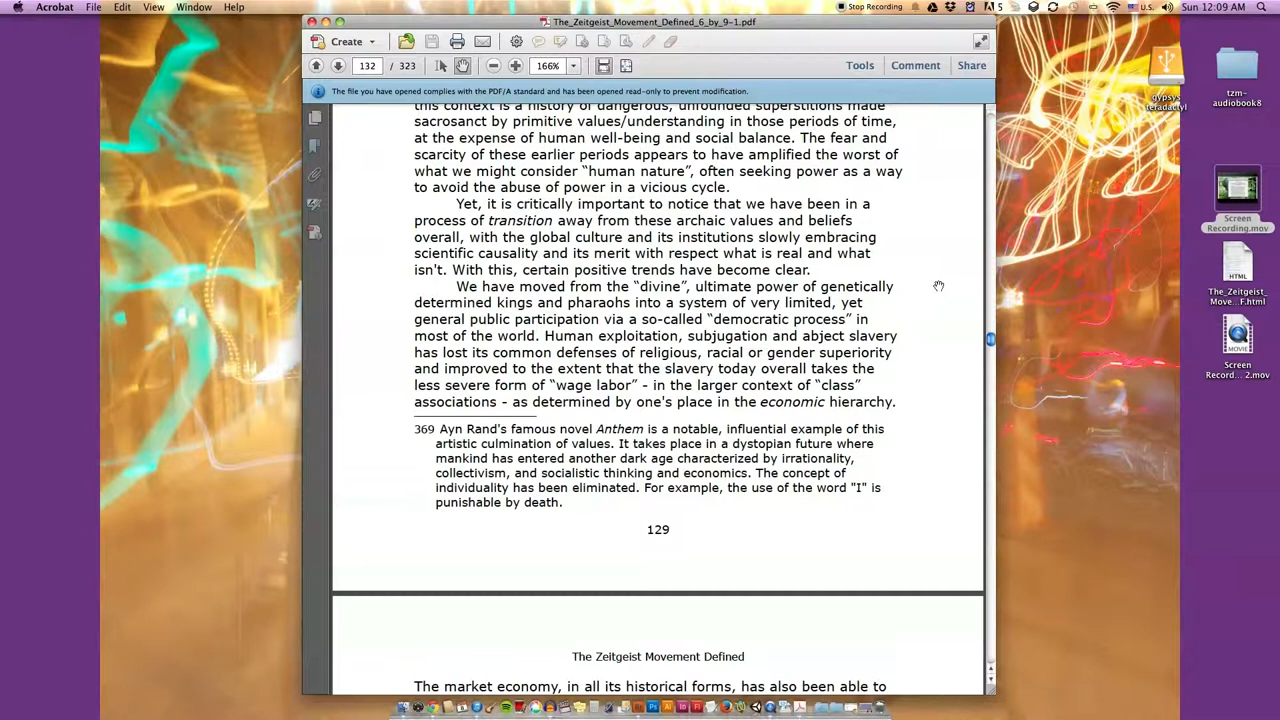 Acrobat File Edit View Window Help
Stop Recording
5
U.S.
Sun 12:09 AM
The_Zeitgeist_Movement_Defined_6_by_9-1.pdf
Create
132 / 323
166%
Tools Comment Share
The file you have opened complies with the PDF/A standard and has been opened read-only to prevent modification.
this context is a history of dangerous, unfounded superstitions made
sacrosanct by primitive values/understanding in those periods of time,
at the expense of human well-being and social balance. The fear and
scarcity of these earlier periods appears to have amplified the worst of
what we might consider “human nature”, often seeking power as a way
to avoid the abuse of power in a vicious cycle.
Yet, it is critically important to notice that we have been in a
process of transition away from these archaic values and beliefs
overall, with the global culture and its institutions slowly embracing
scientific causality and its merit with respect what is real and what
isn't. With this, certain positive trends have become clear.
We have moved from the “divine”, ultimate power of genetically
determined kings and pharaohs into a system of very limited, yet
general public participation via a so-called “democratic process” in
most of the world. Human exploitation, subjugation and abject slavery
has lost its common defenses of religious, racial or gender superiority
and improved to the extent that the slavery today overall takes the
less severe form of “wage labor” - in the larger context of “class”
associations - as determined by one's place in the economic hierarchy.
369 Ayn Rand's famous novel Anthem is a notable, influential example of this
artistic culmination of values. It takes place in a dystopian future where
mankind has entered another dark age characterized by irrationality,
collectivism, and socialistic thinking and economics. The concept of
individuality has been eliminated. For example, the use of the word "I" is
punishable by death.
129
The Zeitgeist Movement Defined
The market economy, in all its historical forms, has also been able to
gypsys
tzm-
audiobook8
Screen
Recording.mov
HTML
The_Zeitgeist_
Move...F.html
MOVIE
Screen
Record... 2.mov